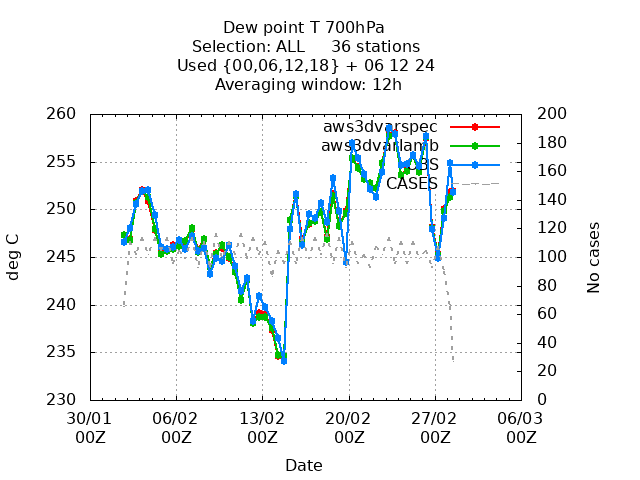 Dew point T 700hPa
Selection: ALL 36 stations
Used {00,06,12,18} + 06 12 24
Averaging window: 12h
260
255
250
245
240
235
230
deg C
200
180
160
140
120
100
80
60
40
20
0
No cases
aws3dvarspec
aws3dvarlamb
OBS
CASES
30/01 06/02 13/02 20/02 27/02 06/03
00Z 00Z 00Z 00Z 00Z 00Z
Date